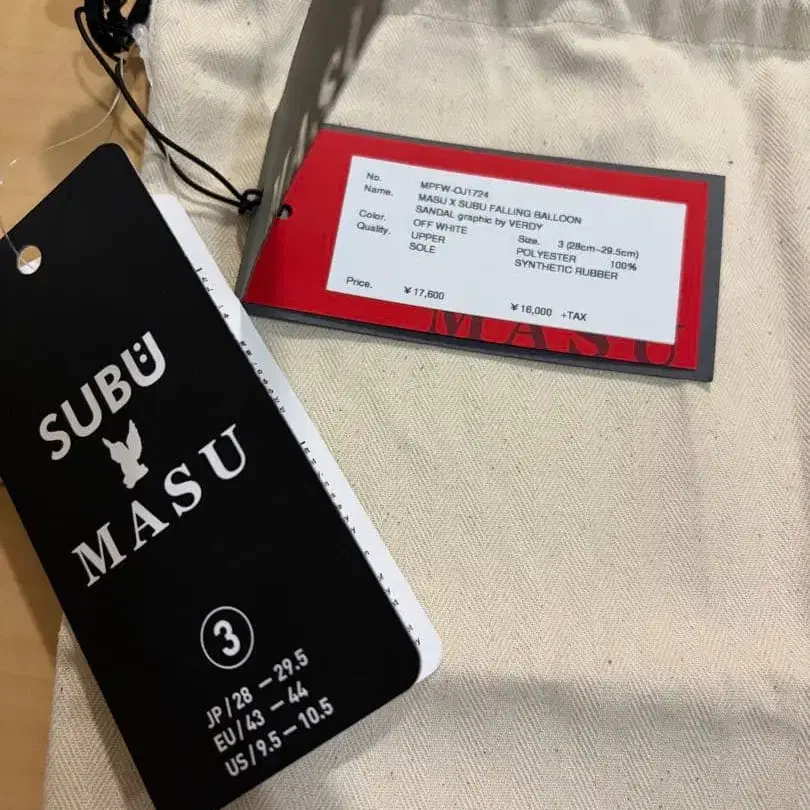 No. MPFW-OJ1724
Name. MASU X SUBU FALLING BALLOON
SANDAL graphic by VERDY
Color. OFF WHITE Size. 3 (28cm~29.5cm)
Quality. UPPER POLYESTER 100%
SOLE SYNTHETIC RUBBER
Price. ¥17,600 ¥16,000 +TAX
MASU
SUBÜ
MASU
3
JP/28 — 29.5
EU/43 — 44
US/9.5 — 10.5